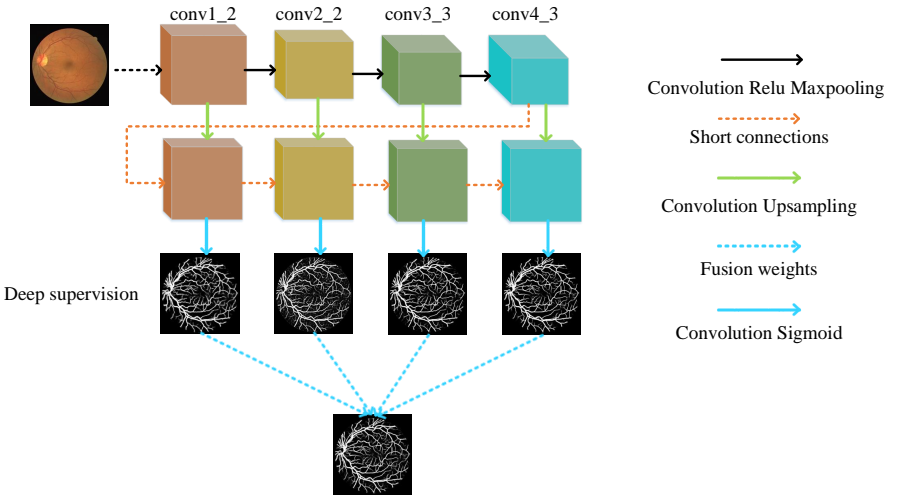 conv1_2
conv2_2
conv3_3
conv4_3
Convolution Relu Maxpooling
Short connections
Convolution Upsampling
Fusion weights
Convolution Sigmoid
Deep supervision